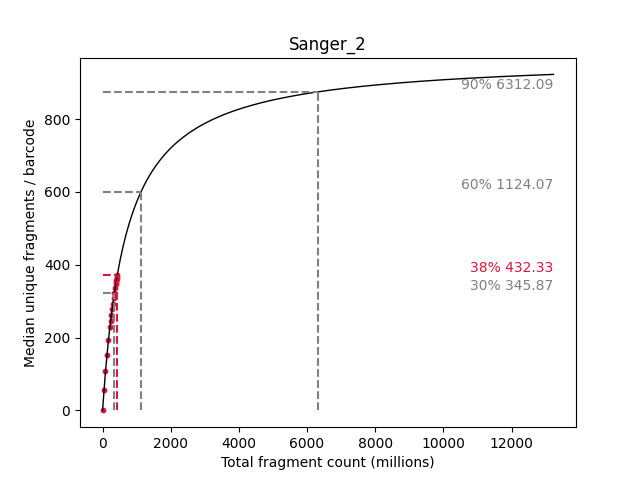 Sanger_2
Median unique fragments / barcode
800
600
400
200
0
90% 6312.09
60% 1124.07
38% 432.33
30% 345.87
0 2000 4000 6000 8000 10000 12000
Total fragment count (millions)